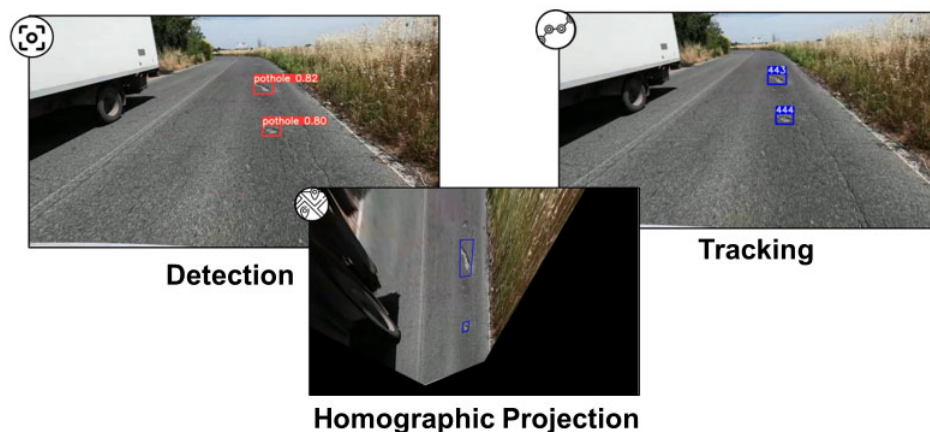 pothole 0.82
pothole 0.80
Detection
443
444
Tracking
Homographic Projection